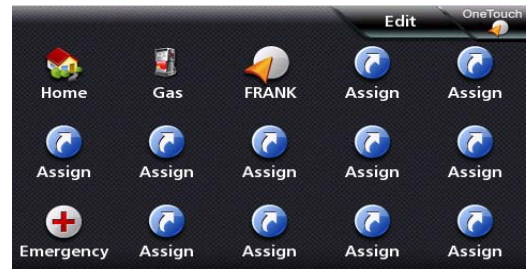 Edit OneTouch
Home Gas FRANK Assign Assign
Assign Assign Assign Assign Assign
Emergency Assign Assign Assign Assign